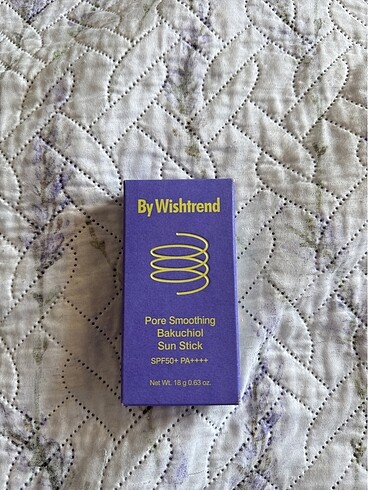 By Wishtrend
Pore Smoothing
Bakuchiol
Sun Stick
SPF50+ PA++++
Net Wt. 18 g 0.63 oz.